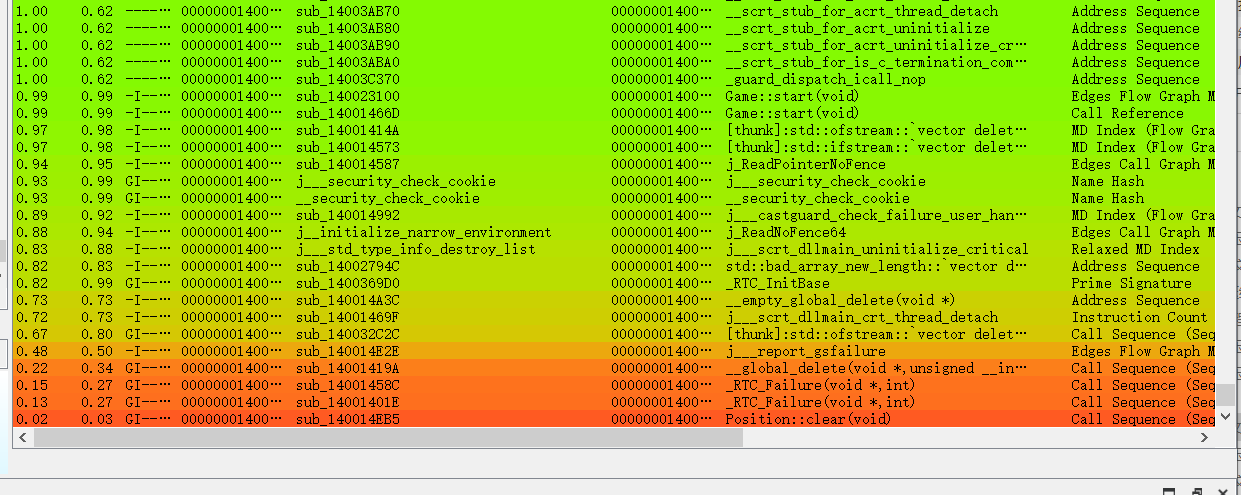 1.00 0.62 ----··· 00000001400··· sub_14003AB70 00000001400··· __scrt_stub_for_acrt_thread_detach Address Sequence
1.00 0.62 ----··· 00000001400··· sub_14003AB80 00000001400··· __scrt_stub_for_acrt_uninitialize Address Sequence
1.00 0.62 ----··· 00000001400··· sub_14003AB90 00000001400··· __scrt_stub_for_acrt_uninitialize_cr··· Address Sequence
1.00 0.62 ----··· 00000001400··· sub_14003ABA0 00000001400··· __scrt_stub_for_is_c_termination_com··· Address Sequence
1.00 0.62 ----··· 00000001400··· sub_14003C370 00000001400··· _guard_dispatch_icall_nop Address Sequence
0.99 0.99 -I--··· 00000001400··· sub_140023100 00000001400··· Game::start(void) Edges Flow Graph M
0.99 0.99 -I--··· 00000001400··· sub_14001466D 00000001400··· Game::start(void) Call Reference
0.97 0.98 -I--··· 00000001400··· sub_14001414A 00000001400··· [thunk]:std::ofstream::`vector delet··· MD Index (Flow Gra
0.97 0.98 -I--··· 00000001400··· sub_140014573 00000001400··· [thunk]:std::ifstream::`vector delet··· MD Index (Flow Gra
0.94 0.95 -I--··· 00000001400··· sub_140014587 00000001400··· j_ReadPointerNoFence Edges Call Graph M
0.93 0.99 GI--··· 00000001400··· j___security_check_cookie 00000001400··· j___security_check_cookie Name Hash
0.93 0.99 GI--··· 00000001400··· __security_check_cookie 00000001400··· __security_check_cookie Name Hash
0.89 0.92 -I--··· 00000001400··· sub_140014992 00000001400··· j___castguard_check_failure_user_han··· MD Index (Flow Gra
0.88 0.94 -I--··· 00000001400··· j__initialize_narrow_environment 00000001400··· j_ReadNoFence64 Edges Call Graph M
0.83 0.88 -I--··· 00000001400··· j___std_type_info_destroy_list 00000001400··· j___scrt_dllmain_uninitialize_critical Relaxed MD Index
0.82 0.83 -I--··· 00000001400··· sub_14002794C 00000001400··· std::bad_array_new_length::`vector d··· Address Sequence
0.82 0.99 GI--··· 00000001400··· sub_1400369D0 00000001400··· _RTC_InitBase Prime Signature
0.73 0.73 -I--··· 00000001400··· sub_140014A3C 00000001400··· __empty_global_delete(void *) Address Sequence
0.72 0.73 -I--··· 00000001400··· sub_14001469F 00000001400··· j___scrt_dllmain_crt_thread_detach Instruction Count
0.67 0.80 GI--··· 00000001400··· sub_140032C2C 00000001400··· [thunk]:std::ofstream::`vector delet··· Call Sequence (Seq
0.48 0.50 -I--··· 00000001400··· sub_140014E2E 00000001400··· j___report_gsfailure Edges Flow Graph M
0.22 0.34 GI--··· 00000001400··· sub_14001419A 00000001400··· __global_delete(void *,unsigned __in··· Call Sequence (Seq
0.15 0.27 GI--··· 00000001400··· sub_14001458C 00000001400··· _RTC_Failure(void *,int) Call Sequence (Seq
0.13 0.27 GI--··· 00000001400··· sub_14001401E 00000001400··· _RTC_Failure(void *,int) Call Sequence (Seq
0.02 0.03 GI--··· 00000001400··· sub_140014EB5 00000001400··· Position::clear(void) Call Sequence (Seq